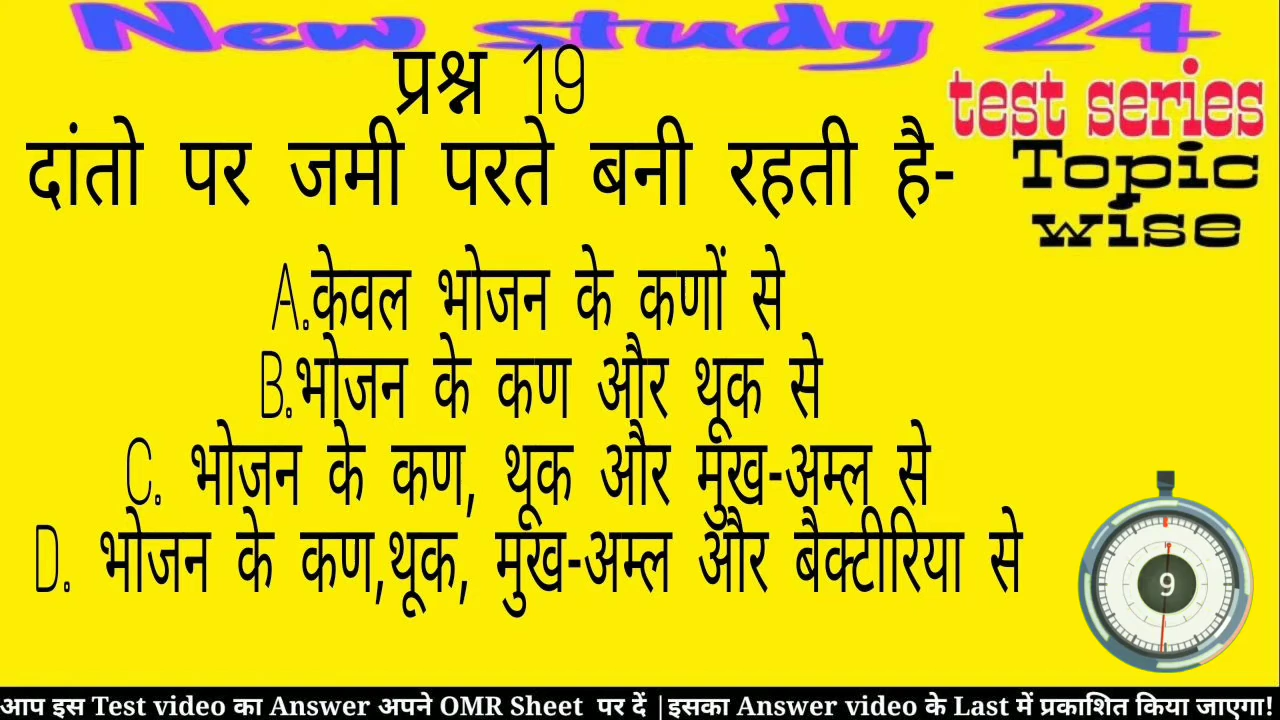 New study 24
प्रश्न 19
test series
दांतो पर जमी परते बनी रहती है-
Topic
wise
A.केवल भोजन के कणों से
B.भोजन के कण और थूक से
C. भोजन के कण, थूक और मुख-अम्ल से
D. भोजन के कण,थूक, मुख-अम्ल और बैक्टीरिया से
9
आप इस Test video का Answer अपने OMR Sheet पर दें |इसका Answer video के Last में प्रकाशित किया जाएगा!